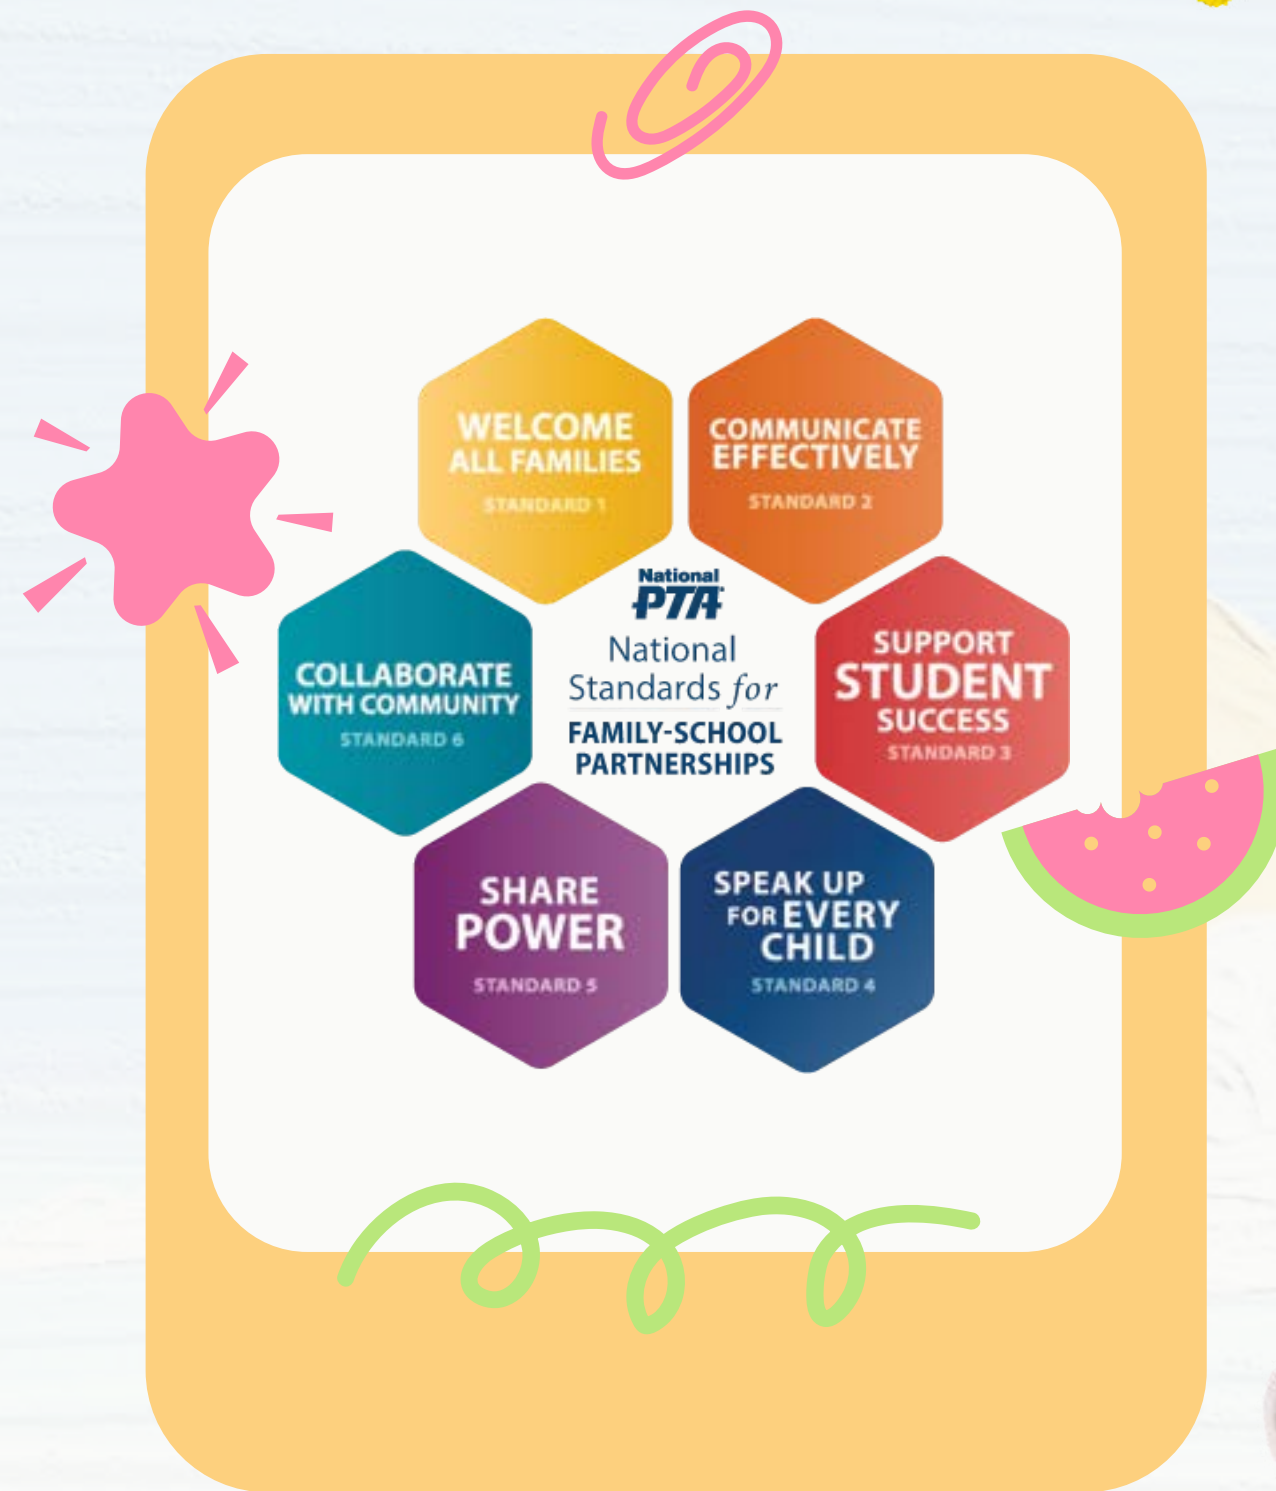 WELCOME
ALL FAMILIES
STANDARD 1
COMMUNICATE
EFFECTIVELY
STANDARD 2
National
PTA
National
Standards for
FAMILY-SCHOOL
PARTNERSHIPS
SUPPORT
STUDENT
SUCCESS
STANDARD 3
COLLABORATE
WITH COMMUNITY
STANDARD 6
SHARE
POWER
STANDARD 5
SPEAK UP
FOR EVERY
CHILD
STANDARD 4